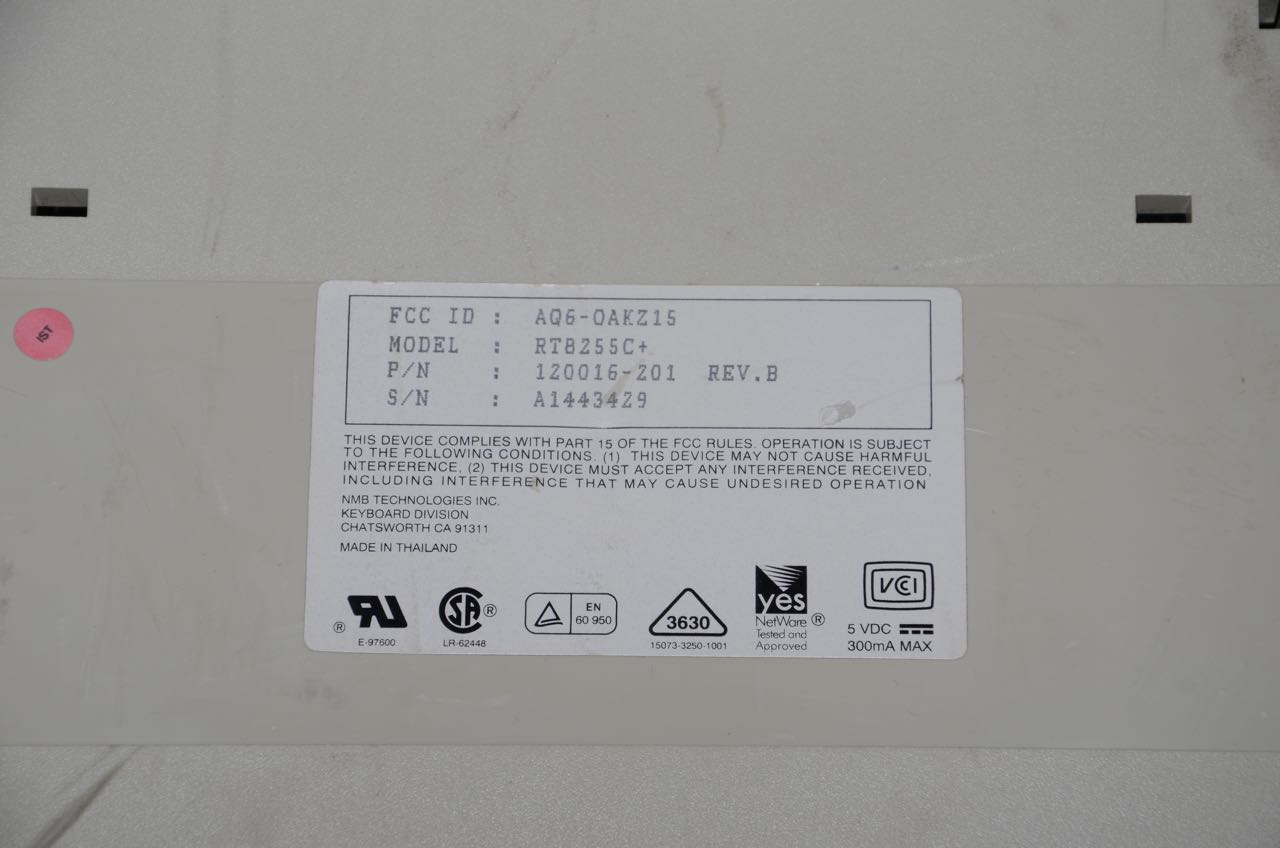 FCC ID : AQ6-OAKZ15
MODEL : RT8255C+
P/N : 120016-201 REV.B
S/N : A1443429
THIS DEVICE COMPLIES WITH PART 15 OF THE FCC RULES. OPERATION IS SUBJECT
TO THE FOLLOWING CONDITIONS. (1) THIS DEVICE MAY NOT CAUSE HARMFUL
INTERFERENCE, (2) THIS DEVICE MUST ACCEPT ANY INTERFERENCE RECEIVED,
INCLUDING INTERFERENCE THAT MAY CAUSE UNDESIRED OPERATION
NMB TECHNOLOGIES INC.
KEYBOARD DIVISION
CHATSWORTH CA 91311
MADE IN THAILAND
IST
® UR
E-97600
SA ®
LR-62448
EN
60 950
3630
15073-3250-1001
yes
NetWare ®
Tested and
Approved
VCI
5 VDC
300mA MAX